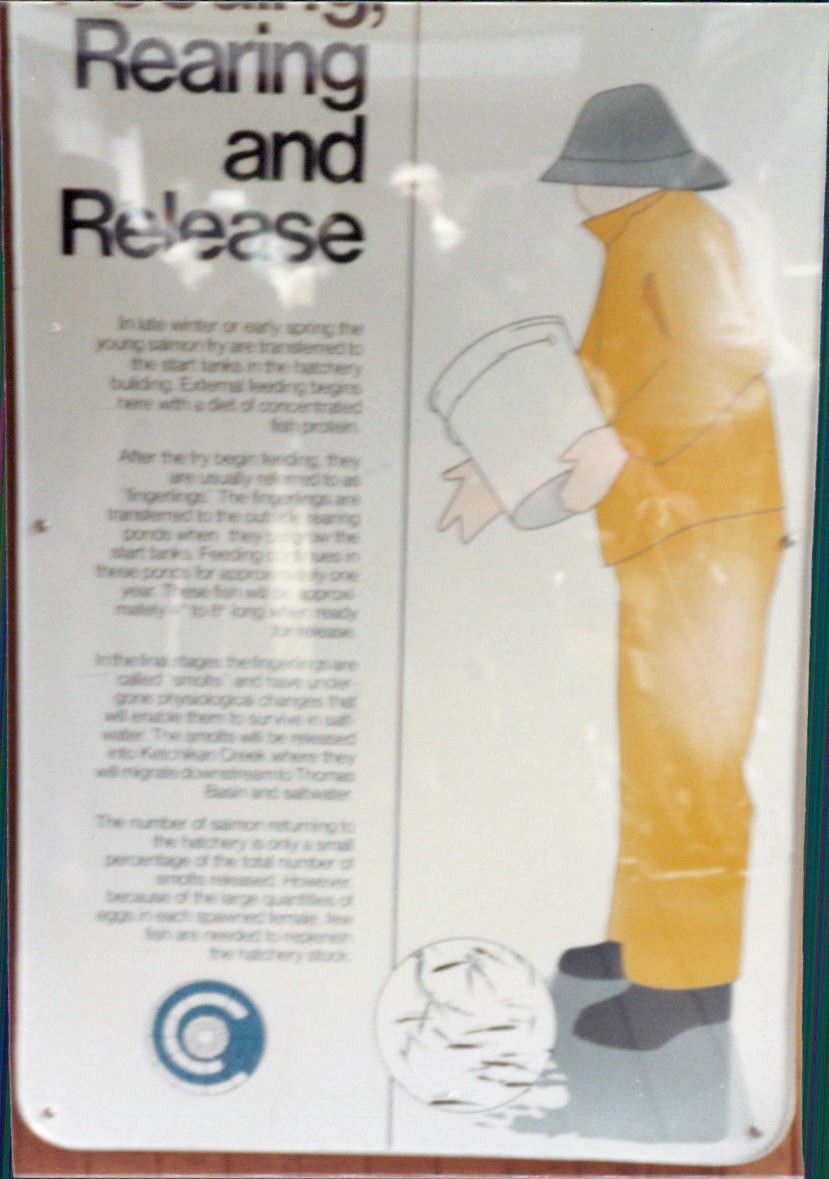 Feeding,
Rearing
and
Release
In late winter or early spring the
young salmon fry are transferred to
the start tanks in the hatchery
building. External feeding begins
here with a diet of concentrated
fish protein.
After the fry begin feeding, they
are usually referred to as
"fingerlings". The fingerlings are
transferred to the outside rearing
ponds when they outgrow the
start tanks. Feeding continues in
these ponds for approximately one
year. These fish will be approxi-
mately 4" to 8" long when ready
for release.
In the final stages the fingerlings are
called "smolts" and have under-
gone physiological changes that
will enable them to survive in salt-
water. The smolts will be released
into Ketchikan Creek where they
will migrate downstream to Thomas
Basin and saltwater.
The number of salmon returning to
the hatchery is only a small
percentage of the total number of
smolts released. However,
because of the large quantities of
eggs in each spawned female, few
fish are needed to replenish
the hatchery stock.